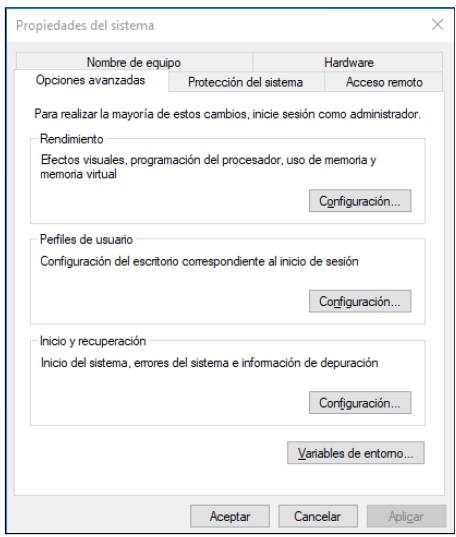 Propiedades del sistema
Nombre de equipo
Hardware
Opciones avanzadas
Protección del sistema
Acceso remoto
Para realizar la mayoría de estos cambios, inicie sesión como administrador.
Rendimiento
Efectos visuales, programación del procesador, uso de memoria y
memoria virtual
Configuración...
Perfiles de usuario
Configuración del escritorio correspondiente al inicio de sesión
Configuración...
Inicio y recuperación
Inicio del sistema, errores del sistema e información de depuración
Configuración...
Variables de entorno...
Aceptar
Cancelar
Aplicar